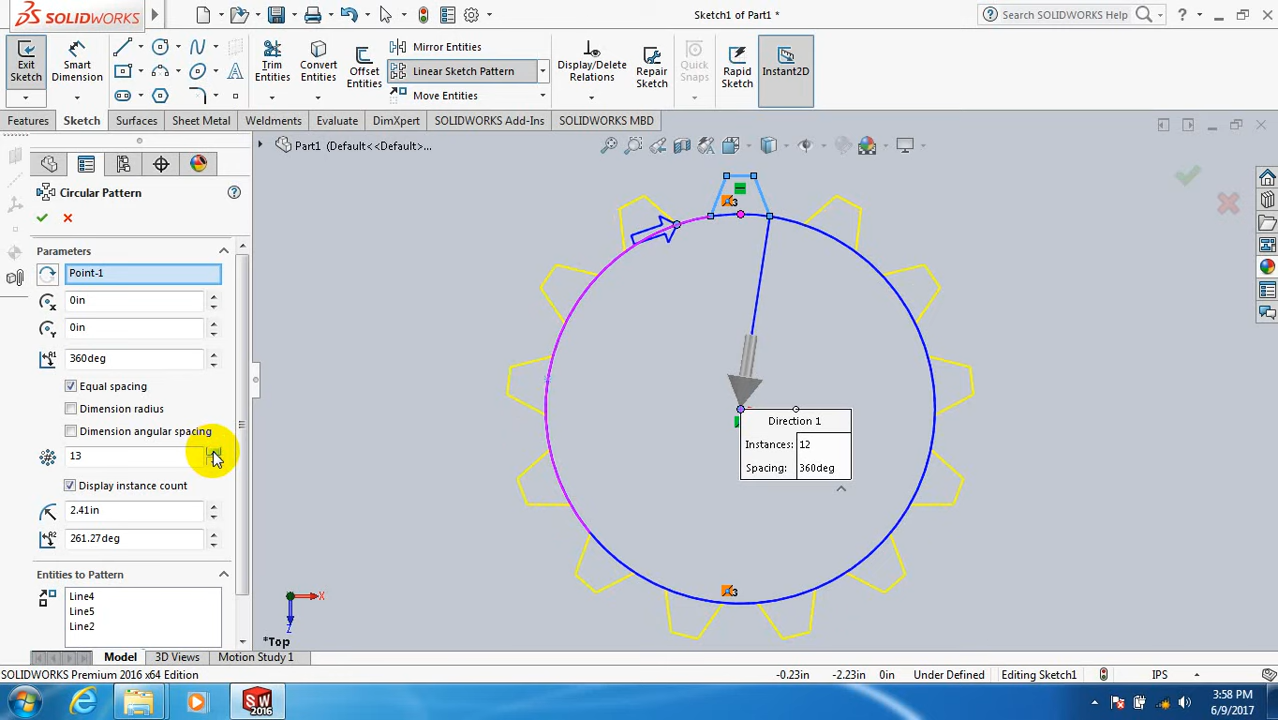 SOLIDWORKS
Sketch1 of Part1 *
Search SOLIDWORKS Help
?
Exit Sketch
Smart Dimension
Trim Entities
Convert Entities
Offset Entities
Mirror Entities
Linear Sketch Pattern
Move Entities
Display/Delete Relations
Repair Sketch
Quick Snaps
Rapid Sketch
Instant2D
Features
Sketch
Surfaces
Sheet Metal
Weldments
Evaluate
DimXpert
SOLIDWORKS Add-Ins
SOLIDWORKS MBD
Part1 (Default<<Default>...
Circular Pattern
?
Parameters
Point-1
0in
0in
360deg
Equal spacing
Dimension radius
Dimension angular spacing
13
Display instance count
2.41in
261.27deg
Entities to Pattern
Line4
Line5
Line2
3
Direction 1
Instances: 12
Spacing: 360deg
3
X
Z
*Top
Model
3D Views
Motion Study 1
SOLIDWORKS Premium 2016 x64 Edition
-0.23in
-2.23in
0in
Under Defined
Editing Sketch1
IPS
SW
2016
3:58 PM
6/9/2017